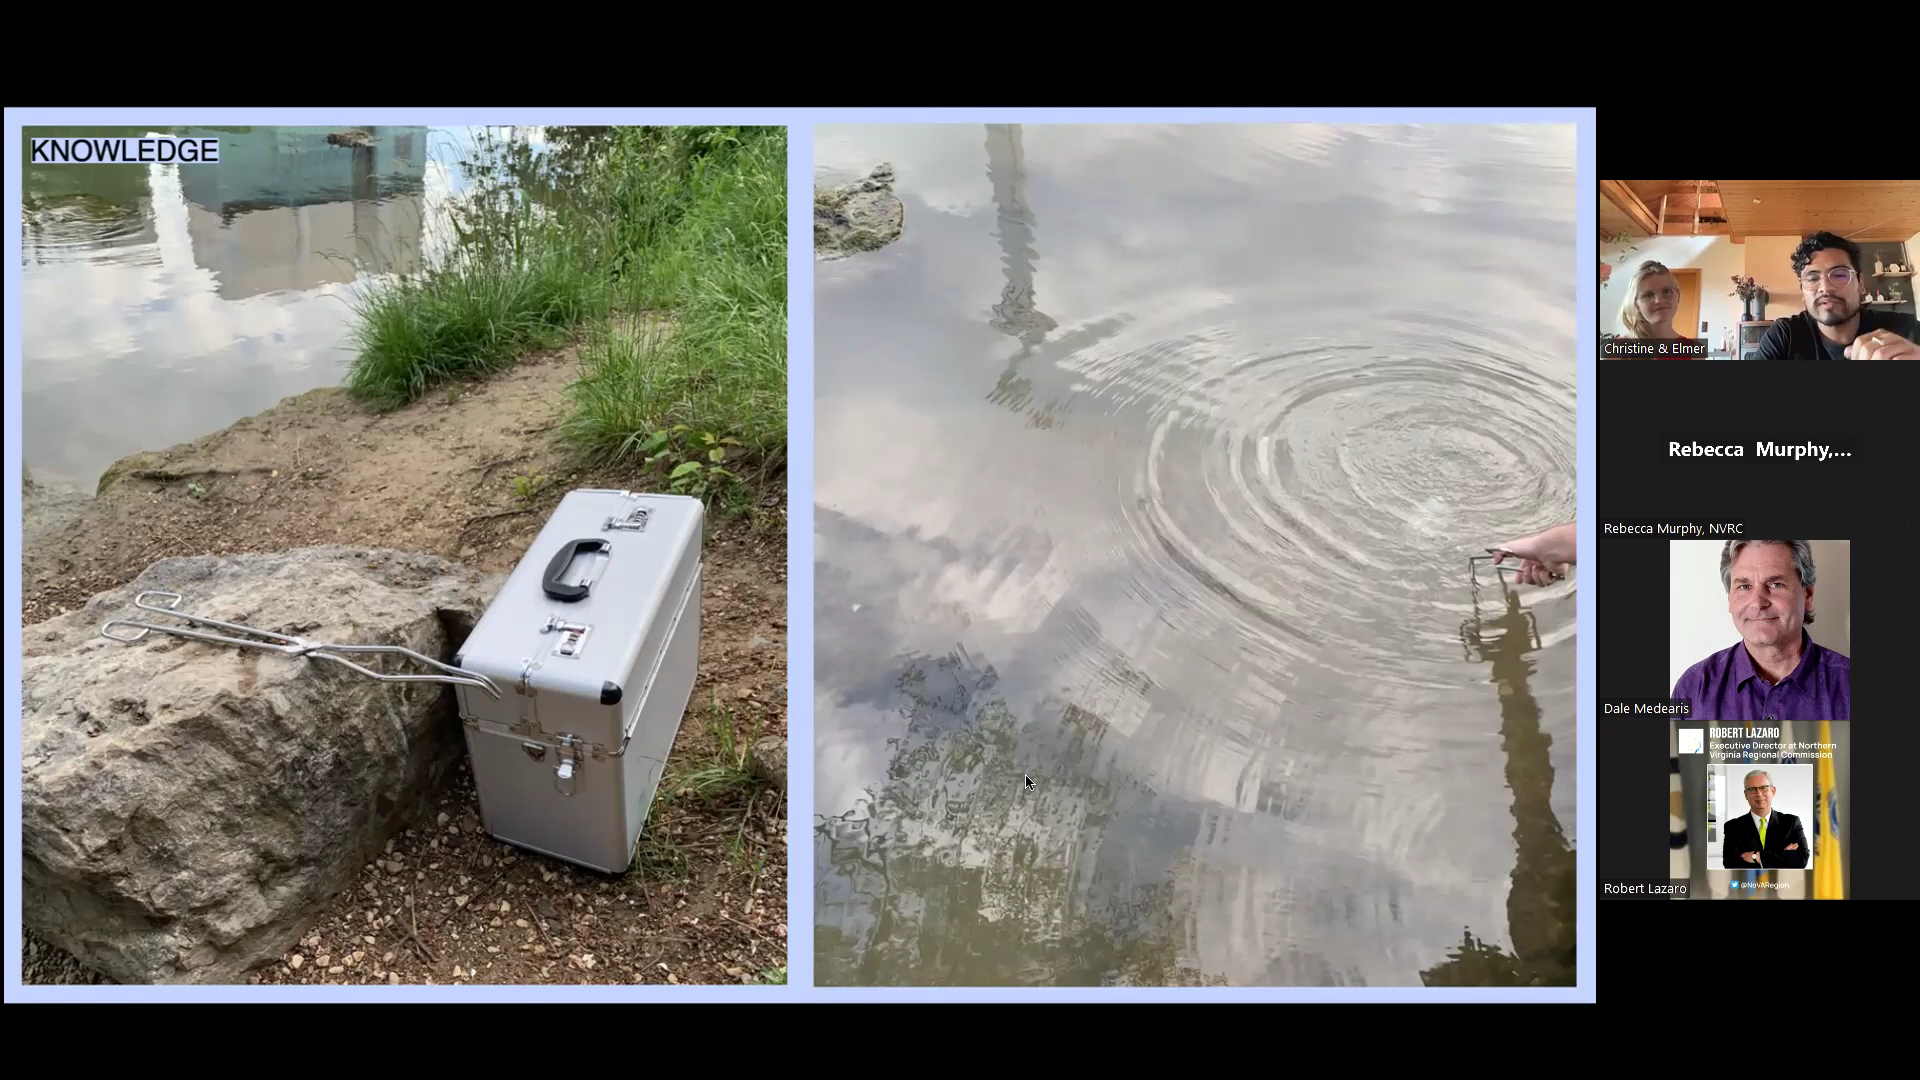 KNOWLEDGE
Christine & Elmer
Rebecca Murphy,...
Rebecca Murphy, NVRC
Dale Medearis
ROBERT LAZARO
Executive Director at Northern
Virginia Regional Commission
@NoVARegion
Robert Lazaro